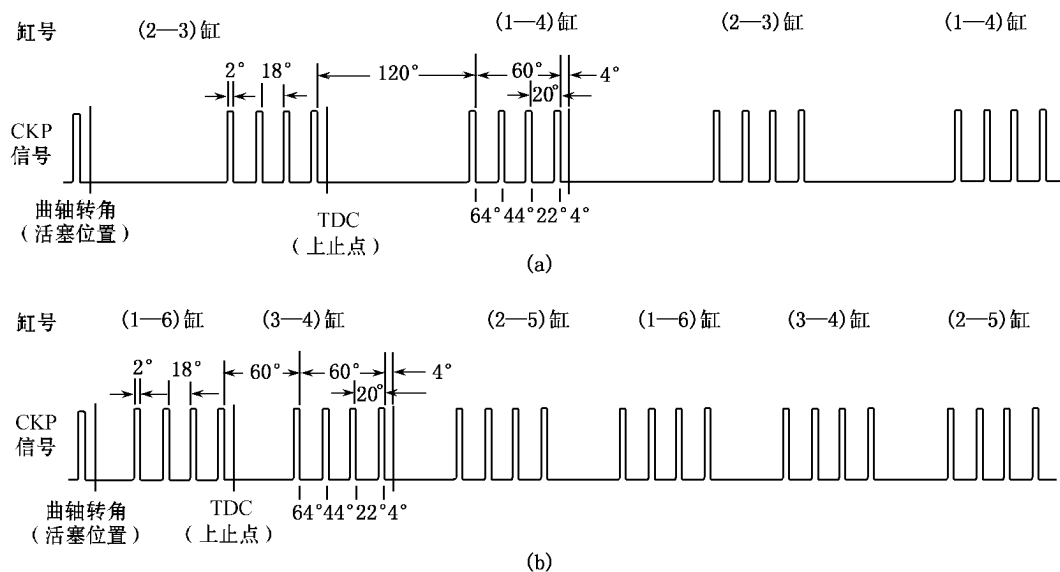 缸号 (2—3)缸 (1—4)缸 (2—3)缸 (1—4)缸
2° 18° 120° 60° 4°
20°
CKP
信号
64° 44° 22° 4°
曲轴转角
(活塞位置)
TDC
(上止点)
(a)
缸号 (1—6)缸 (3—4)缸 (2—5)缸 (1—6)缸 (3—4)缸 (2—5)缸
2° 18° 60° 60° 4°
20°
CKP
信号
64° 44° 22° 4°
曲轴转角
(活塞位置)
TDC
(上止点)
(b)